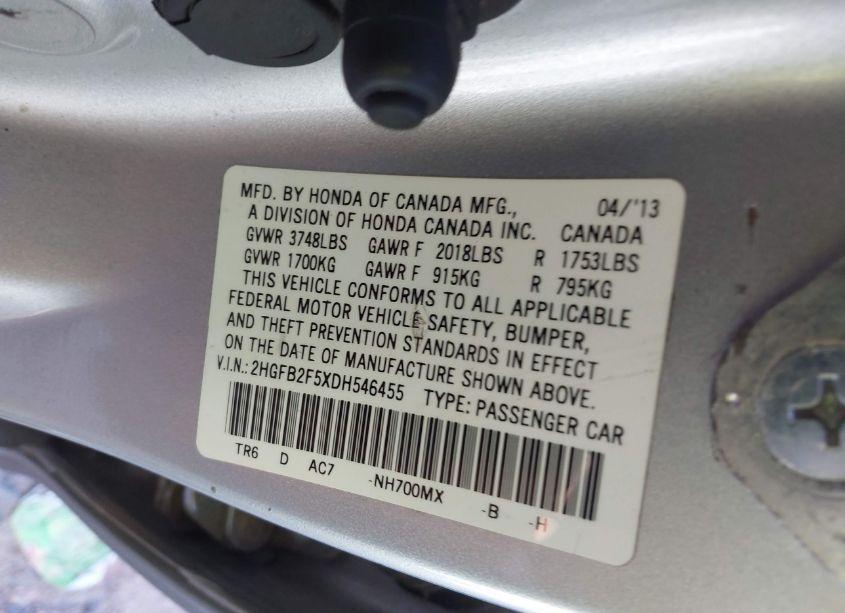 MFD. BY HONDA OF CANADA MFG., 04/'13
A DIVISION OF HONDA CANADA INC. CANADA
GVWR 3748LBS GAWR F 2018LBS R 1753LBS
GVWR 1700KG GAWR F 915KG R 795KG
THIS VEHICLE CONFORMS TO ALL APPLICABLE
FEDERAL MOTOR VEHICLE SAFETY, BUMPER,
AND THEFT PREVENTION STANDARDS IN EFFECT
ON THE DATE OF MANUFACTURE SHOWN ABOVE.
V.I.N.: 2HGFB2F5XDH546455 TYPE: PASSENGER CAR
TR6 D AC7 -NH700MX -B -H